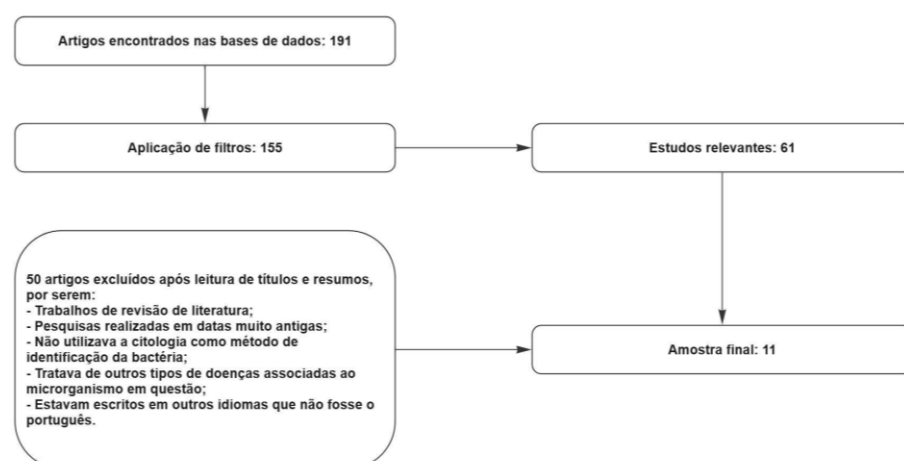 Artigos encontrados nas bases de dados: 191
Aplicação de filtros: 155
Estudos relevantes: 61
50 artigos excluídos após leitura de títulos e resumos,
por serem:
- Trabalhos de revisão de literatura;
- Pesquisas realizadas em datas muito antigas;
- Não utilizava a citologia como método de
identificação da bactéria;
- Tratava de outros tipos de doenças associadas ao
microrganismo em questão;
- Estavam escritos em outros idiomas que não fosse o
português.
Amostra final: 11